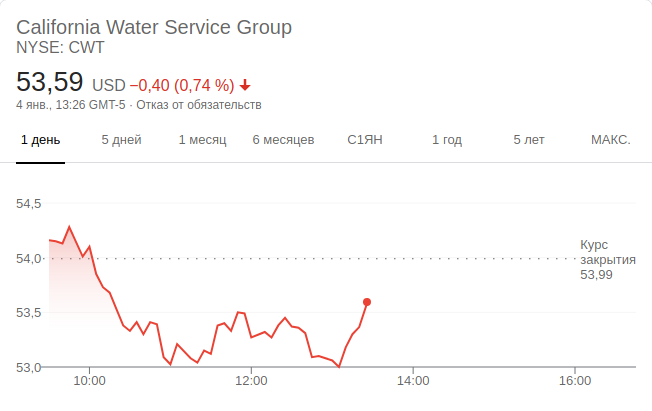 California Water Service Group
NYSE: CWT
53,59 USD −0,40 (0,74 %)
4 янв., 13:26 GMT-5 · Отказ от обязательств
1 день 5 дней 1 месяц 6 месяцев С1ЯН 1 год 5 лет МАКС.
54,5
54,0
53,5
53,0
Курс
закрытия
53,99
10:00 12:00 14:00 16:00